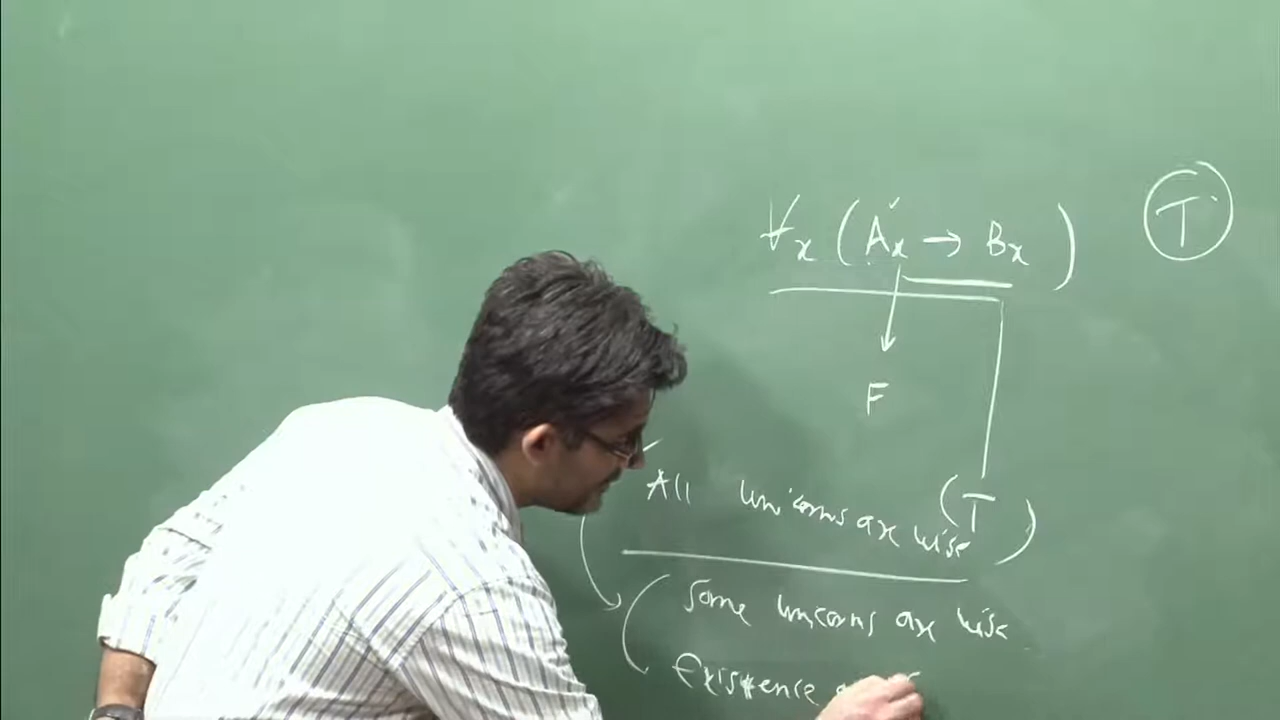 ∀x (Ax → Bx) T
F
All unicorns are wise (T)
Some unicorns are wise
Existence